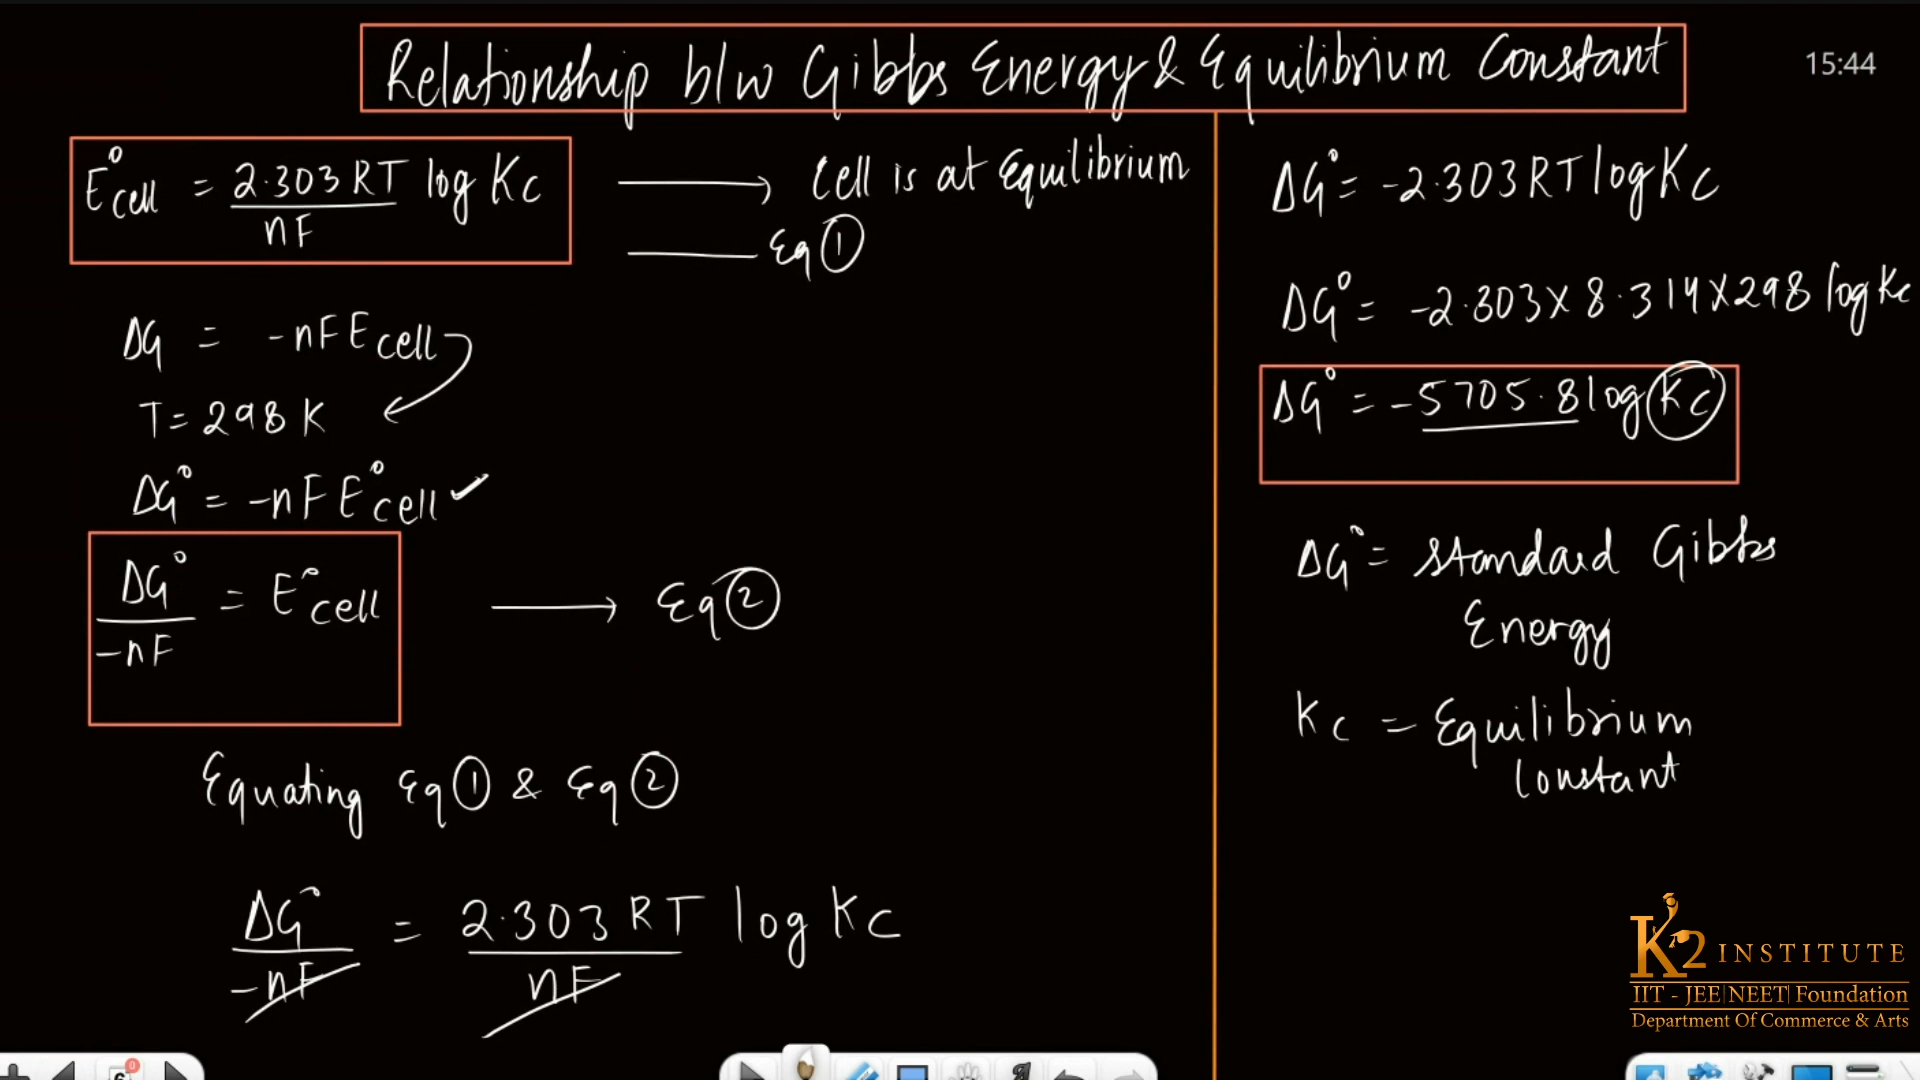 Relationship b/w Gibbs Energy & Equilibrium Constant
15:44
E°cell = 2.303 RT / nF log Kc → Cell is at Equilibrium
Eq ①
ΔG = -nFE cell
T = 298 K
ΔG° = -nFE°cell ✓
ΔG° / -nF = E°cell → Eq ②
Equating Eq ① & Eq ②
ΔG° / -nF = 2.303 RT / nF log Kc
ΔG° = -2.303 RT log Kc
ΔG° = -2.303 X 8.314 X 298 log Kc
ΔG° = -5705.8 log Kc
ΔG° = Standard Gibbs
Energy
Kc = Equilibrium
Constant
K2 INSTITUTE
IIT - JEE|NEET| Foundation
Department Of Commerce & Arts
6
0